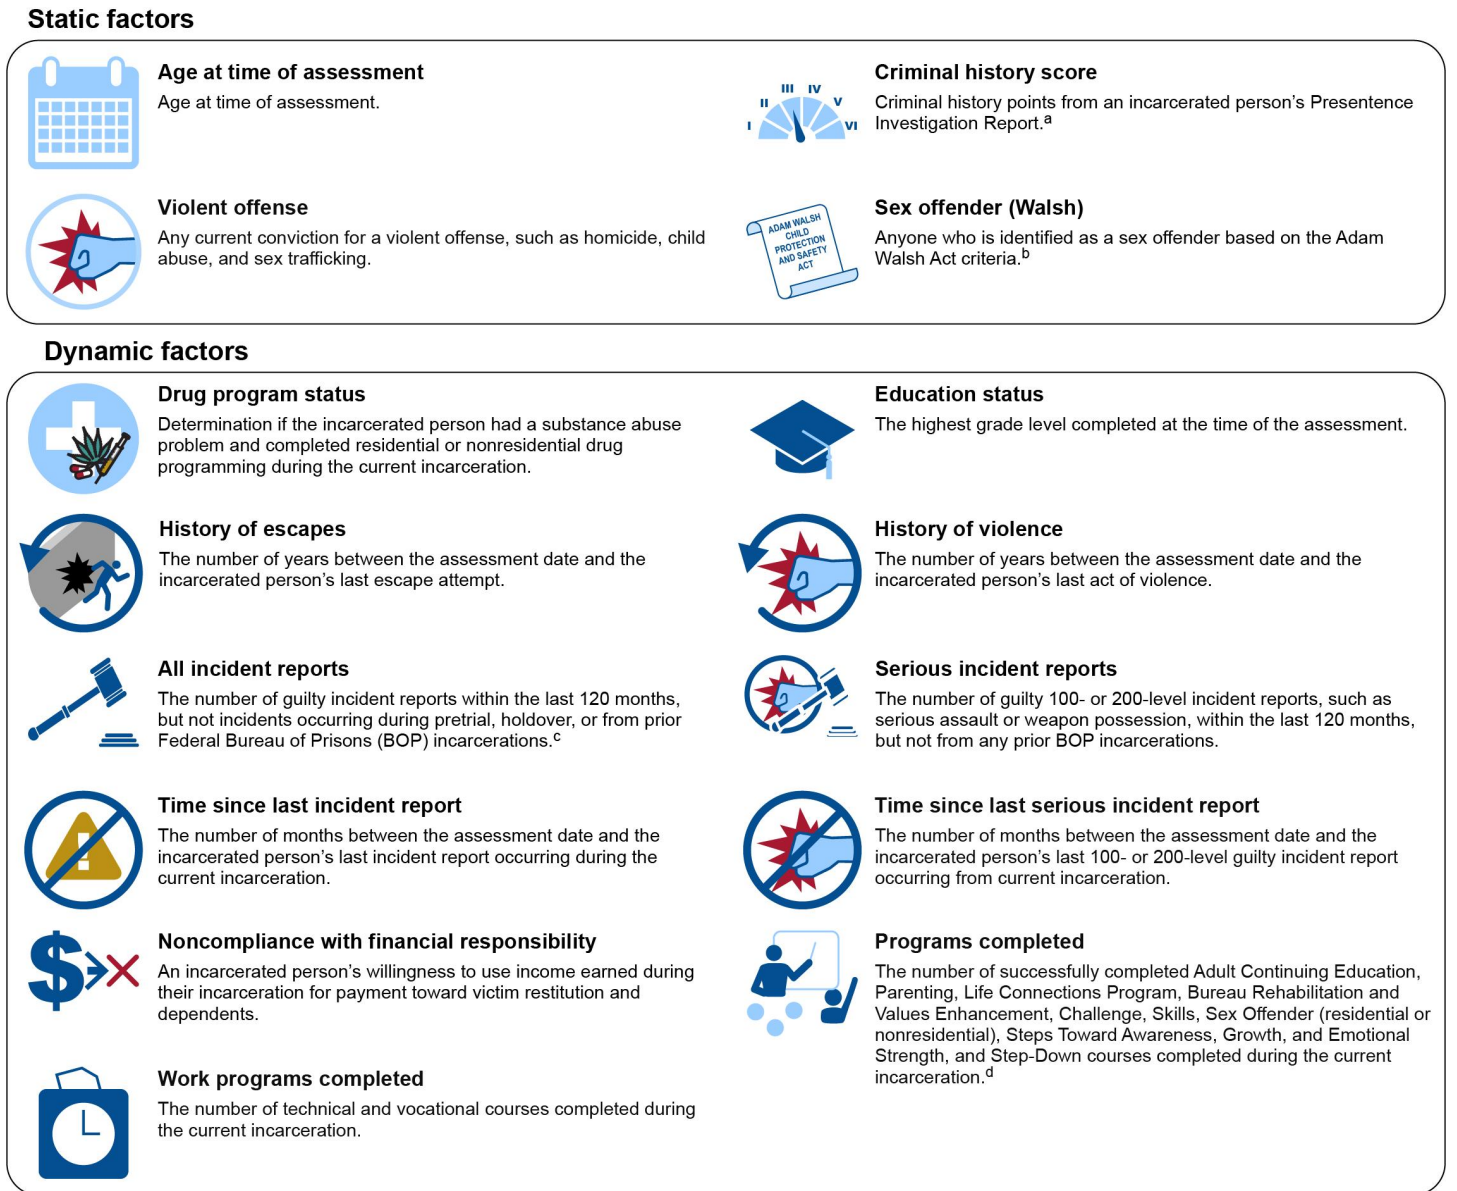 Static factors
Age at time of assessment
Age at time of assessment.
Criminal history score
I II III IV V VI
Criminal history points from an incarcerated person's Presentence
Investigation Report.a
Violent offense
Any current conviction for a violent offense, such as homicide, child
abuse, and sex trafficking.
ADAM WALSH
CHILD
PROTECTION
AND SAFETY
ACT
Sex offender (Walsh)
Anyone who is identified as a sex offender based on the Adam
Walsh Act criteria.b
Dynamic factors
Drug program status
Determination if the incarcerated person had a substance abuse
problem and completed residential or nonresidential drug
programming during the current incarceration.
Education status
The highest grade level completed at the time of the assessment.
History of escapes
The number of years between the assessment date and the
incarcerated person's last escape attempt.
History of violence
The number of years between the assessment date and the
incarcerated person's last act of violence.
All incident reports
The number of guilty incident reports within the last 120 months,
but not incidents occurring during pretrial, holdover, or from prior
Federal Bureau of Prisons (BOP) incarcerations.c
Serious incident reports
The number of guilty 100- or 200-level incident reports, such as
serious assault or weapon possession, within the last 120 months,
but not from any prior BOP incarcerations.
Time since last incident report
The number of months between the assessment date and the
incarcerated person's last incident report occurring during the
current incarceration.
Time since last serious incident report
The number of months between the assessment date and the
incarcerated person's last 100- or 200-level guilty incident report
occurring from current incarceration.
Noncompliance with financial responsibility
An incarcerated person's willingness to use income earned during
their incarceration for payment toward victim restitution and
dependents.
Programs completed
The number of successfully completed Adult Continuing Education,
Parenting, Life Connections Program, Bureau Rehabilitation and
Values Enhancement, Challenge, Skills, Sex Offender (residential or
nonresidential), Steps Toward Awareness, Growth, and Emotional
Strength, and Step-Down courses completed during the current
incarceration.d
Work programs completed
The number of technical and vocational courses completed during
the current incarceration.